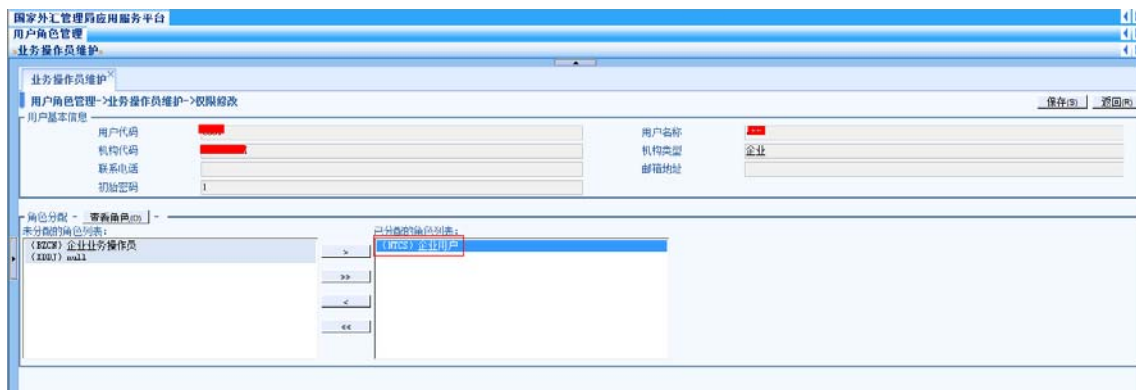 国家外汇管理局应用服务平台
用户角色管理
业务操作员维护
业务操作员维护
用户角色管理->业务操作员维护->权限修改
保存(S) 返回(R)
用户基本信息
用户代码 用户名称
机构代码 机构类型 企业
联系电话 邮箱地址
初始密码 1
角色分配 - 查看角色(D) -
未分配的角色列表: 已分配的角色列表:
(BZCN) 企业业务操作员 > (NTCS) 企业用户
(XDDJ) null
>>
<
<<